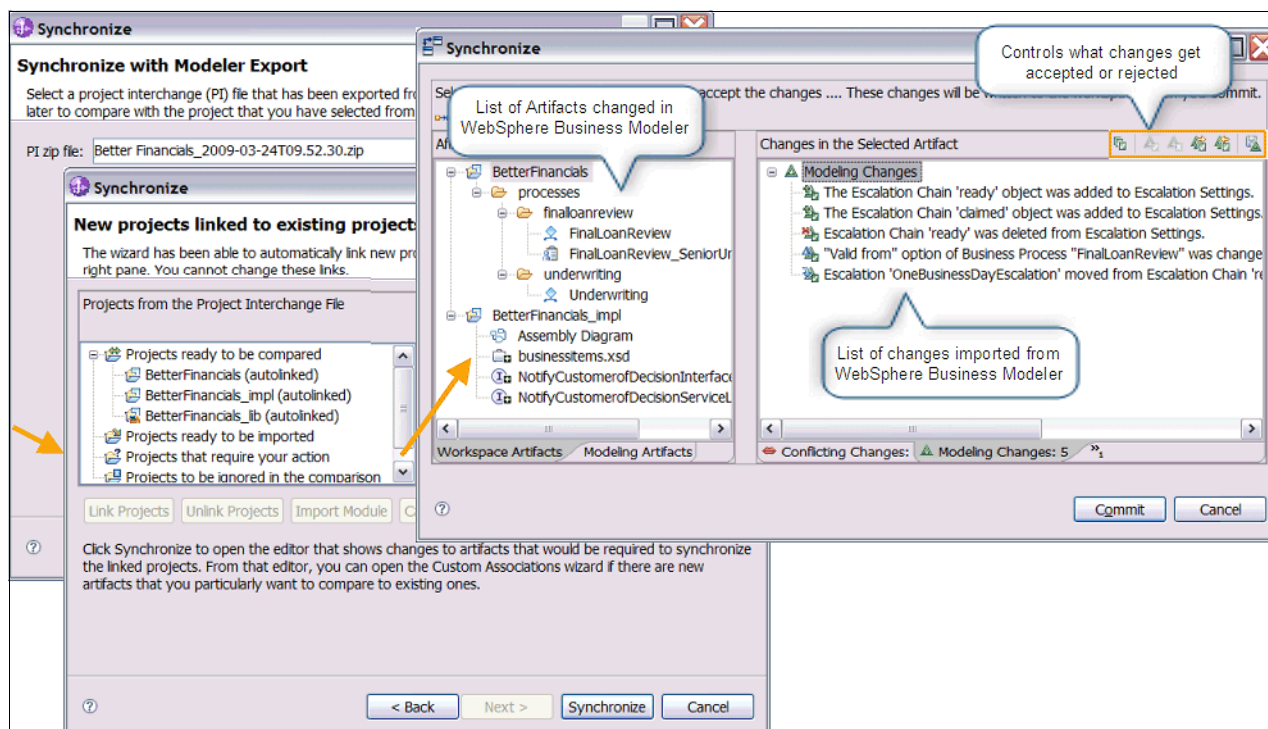 Synchronize
Synchronize with Modeler Export
Select a project interchange (PI) file that has been exported
later to compare with the project that you have selected from
PI zip file: Better Financials_2009-03-24T09.52.30.zip
Synchronize
New projects linked to existing
The wizard has been able to automatically link new
right pane. You cannot change these links.
Projects from the Project Interchange File
Projects ready to be compared
BetterFinancials (autolinked)
BetterFinancials_impl (autolinked)
BetterFinancials_lib (autolinked)
Projects ready to be imported
Projects that require your action
Projects to be ignored in the comparison
Link Projects Unlink Projects Import Module
Click Synchronize to open the editor that shows changes to artifacts that would be required to synchronize
the linked projects. From that editor, you can open the Custom Associations wizard if there are new
artifacts that you particularly want to compare to existing ones.
< Back Next > Synchronize Cancel
Synchronize
Controls what changes get
accepted or rejected
accept the changes .... These changes will be commit.
List of Artifacts changed in
WebSphere Business Modeler
Changes in the Selected Artifact
BetterFinancials
processes
finalloanreview
FinalLoanReview
FinalLoanReview_SeniorUr
underwriting
Underwriting
BetterFinancials_impl
Assembly Diagram
businessitems.xsd
NotifyCustomerofDecisionInterface
NotifyCustomerofDecisionServiceL
Workspace Artifacts Modeling Artifacts
Modeling Changes
The Escalation Chain 'ready' object was added to Escalation Settings.
The Escalation Chain 'claimed' object was added to Escalation Settings.
Escalation Chain 'ready' was deleted from Escalation Settings.
"Valid from" option of Business Process "FinalLoanReview" was change
Escalation 'OneBusinessDayEscalation' moved from Escalation Chain 're
List of changes imported from
WebSphere Business Modeler
Conflicting Changes: Modeling Changes: 5 »1
Commit Cancel